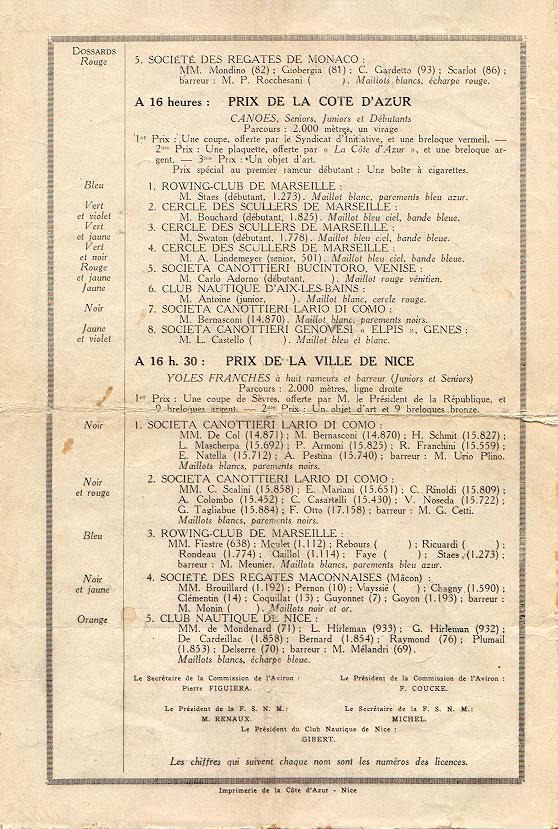 DOSSARDS
Rouge 5. SOCIÉTÉ DES REGATES DE MONACO :
MM. Mondino (82) ; Giobergia (81) ; C. Gardetto (93) ; Scarlot (86) ;
barreur : M. P. Rocchesani ( ). Maillots blancs, écharpe rouge.
A 16 heures : PRIX DE LA COTE D'AZUR
CANOES, Seniors, Juniors et Débutants
Parcours : 2.000 mètres, un virage
1er Prix : Une coupe, offerte par le Syndicat d'Initiative, et une breloque vermeil. —
2me Prix : Une plaquette, offerte par « La Côte d'Azur », et une breloque ar-
gent. — 3me Prix : Un objet d'art.
Prix spécial au premier rameur débutant : Une boîte à cigarettes.
Bleu 1. ROWING-CLUB DE MARSEILLE :
M. Staes (débutant, 1.273). Maillot blanc, parements bleu azur.
Vert et violet 2. CERCLE DES SCULLERS DE MARSEILLE :
M. Bouchard (débutant, 1.825). Maillot bleu ciel, bande bleue.
Vert et jaune 3. CERCLE DES SCULLERS DE MARSEILLE :
M. Swaton (débutant, 1.778). Maillot bleu ciel, bande bleue.
Vert et noir 4. CERCLE DES SCULLERS DE MARSEILLE :
M. A. Lindemeyer (senior, 501). Maillot bleu ciel, bande bleue.
Rouge et jaune 5. SOCIETA CANOTTIERI BUCINTORO, VENISE :
M. Carlo Adorno (débutant, ). Maillot rouge vénitien.
Jaune 6. CLUB NAUTIQUE D'AIX-LES-BAINS :
M. Antoine (junior, ). Maillot blanc, cercle rouge.
Noir 7. SOCIETA CANOTTIERI LARIO DI COMO :
M. Bernasconi (14.870). Maillot blanc, parements noirs.
Jaune et violet 8. SOCIETA CANOTTIERI GENOVESI « ELPIS », GENES :
M. L. Castello ( ). Maillot bleu et blanc.
A 16 h. 30 : PRIX DE LA VILLE DE NICE
YOLES FRANCHES à huit rameurs et barreur (Juniors et Seniors)
Parcours : 2.000 mètres, ligne droite
1er Prix : Une coupe de Sèvres, offerte par M. le Président de la République, et
9 breloques argent. — 2me Prix : Un objet d'art et 9 breloques bronze.
Noir 1. SOCIETA CANOTTIERI LARIO DI COMO :
MM. De Col (14.871) ; M. Bernasconi (14.870) ; H. Schmit (15.827) ;
L. Mascherpa (15.692) ; P. Armoni (15.825) ; R. Franchini (15.559) ;
E. Natella (15.712) ; A. Pestina (15.740) ; barreur : M. Urio Plino.
Maillots blancs, parements noirs.
Noir et rouge 2. SOCIETA CANOTTIERI LARIO DI COMO :
MM. C. Scalini (15.858) ; E. Mariani (15.651) ; C. Rinoldi (15.809) ;
A. Colombo (15.452) ; C. Casartelli (15.430) ; V. Noseda (15.722) ;
G. Tagliabue (15.884) ; F. Otto (17.158) ; barreur : M. G. Cetti.
Maillots blancs, parements noirs.
Bleu 3. ROWING-CLUB DE MARSEILLE :
MM. Fiastre (638) ; Meulet (1.112) ; Rebours ( ) ; Ricuardi ( ) ;
Rondeau (1.774) ; Gaillol (1.114) ; Faye ( ) ; Staes (1.273) ;
barreur : M. Meunier. Maillots blancs, parements bleu azur.
Noir et jaune 4. SOCIÉTÉ DES REGATES MACONNAISES (Mâcon) :
MM. Brouillard (1.192) ; Pernon (10) ; Vayssié ( ) ; Chagny (1.590) ;
Clémentin (14) ; Coquillat (13) ; Guyonnet (7) ; Goyon (1.193) ; barreur :
M. Monin ( ). Maillots noir et or.
Orange 5. CLUB NAUTIQUE DE NICE :
MM. de Mondenard (71) ; L. Hirleman (933) ; G. Hirleman (932) ;
De Cardeillac (1.858) ; Bernard (1.854) ; Raymond (76) ; Plumail
(1.853) ; Delserre (70) ; barreur : M. Mélandri (69).
Maillots blancs, écharpe bleue.
Le Secrétaire de la Commission de l'Aviron : Le Président de la Commission de l'Aviron :
Pierre FIGUIERA. F. COUCKE.
Le Président de la F. S. N. M. : Le Secrétaire de la F. S. N. M. :
M. RENAUX. MICHEL.
Le Président du Club Nautique de Nice :
GIBERT.
Les chiffres qui suivent chaque nom sont les numéros des licences.
Imprimerie de la Côte d'Azur - Nice